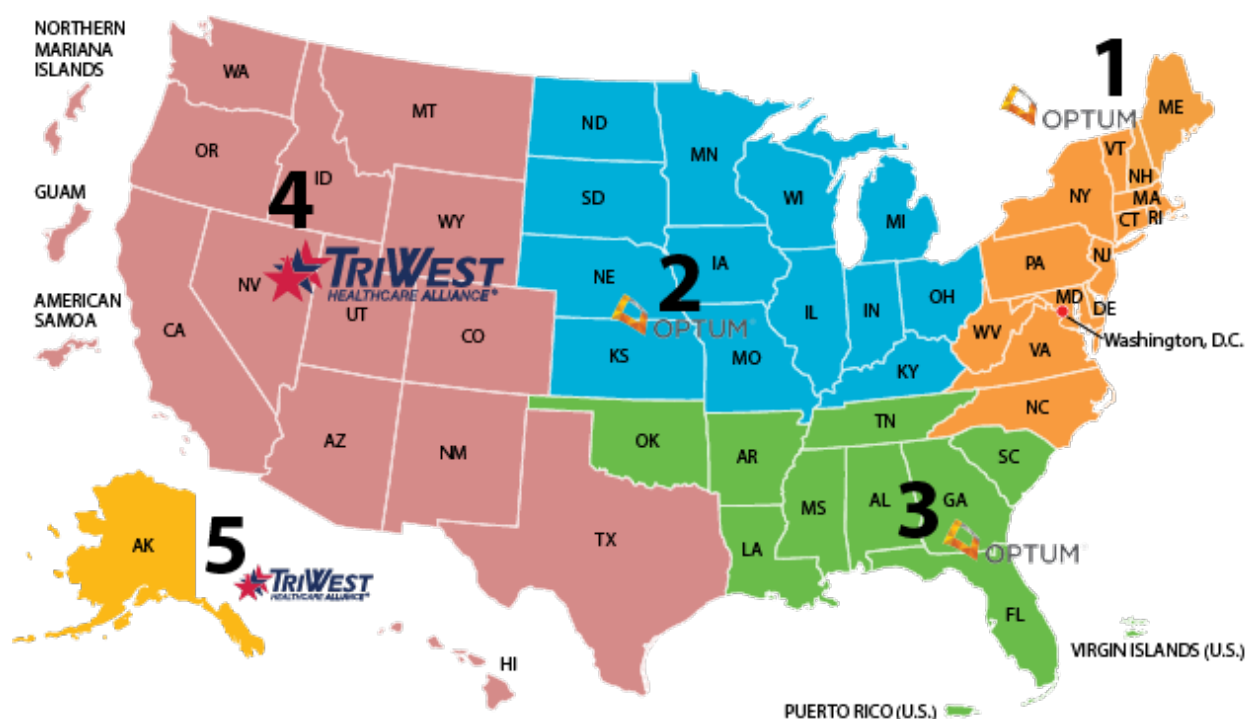 NORTHERN
MARIANA
ISLANDS
GUAM
AMERICAN
SAMOA
WA
OR
CA
NV
ID
MT
WY
UT
CO
AZ
NM
TX
HI
4
TRIWEST
HEALTHCARE ALLIANCE®
AK
5
TRIWEST
HEALTHCARE ALLIANCE®
ND
SD
NE
KS
MN
IA
MO
WI
IL
MI
IN
OH
KY
2
OPTUM®
OK
AR
LA
MS
AL
TN
GA
SC
FL
3
OPTUM®
VIRGIN ISLANDS (U.S.)
PUERTO RICO (U.S.)
1
OPTUM®
ME
VT
NH
MA
CT
RI
NY
PA
NJ
MD
DE
WV
VA
NC
Washington, D.C.